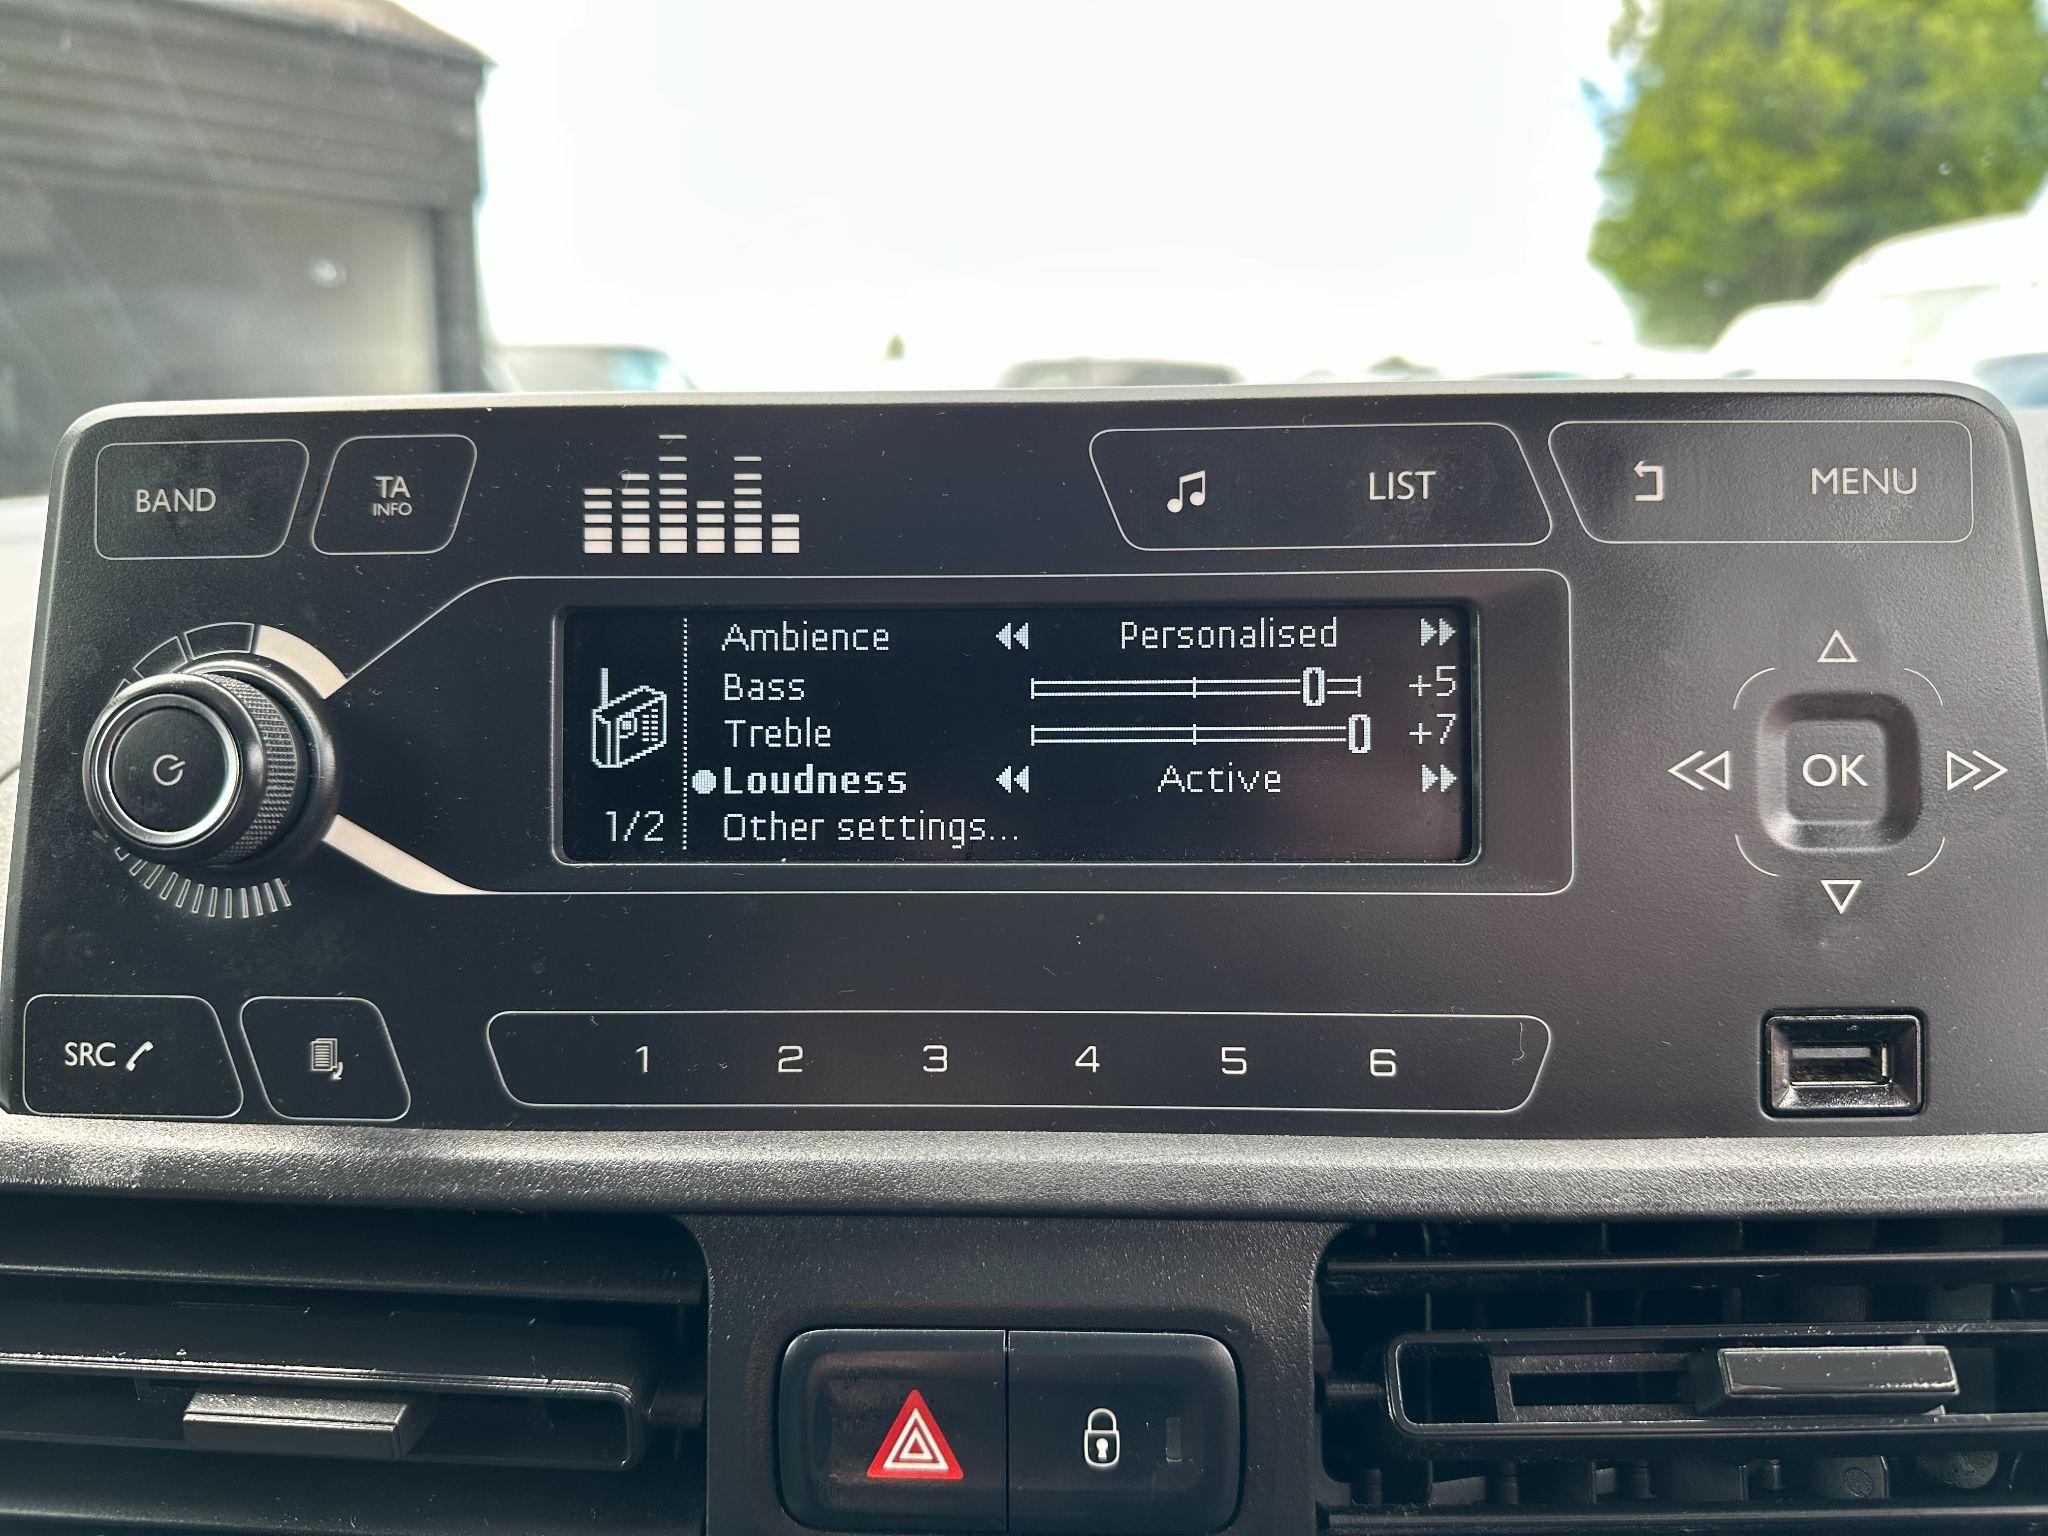 BAND
TA
INFO
LIST
MENU
Ambience Personalised
Bass +5
Treble +7
Loudness Active
1/2 Other settings...
OK
SRC
1 2 3 4 5 6